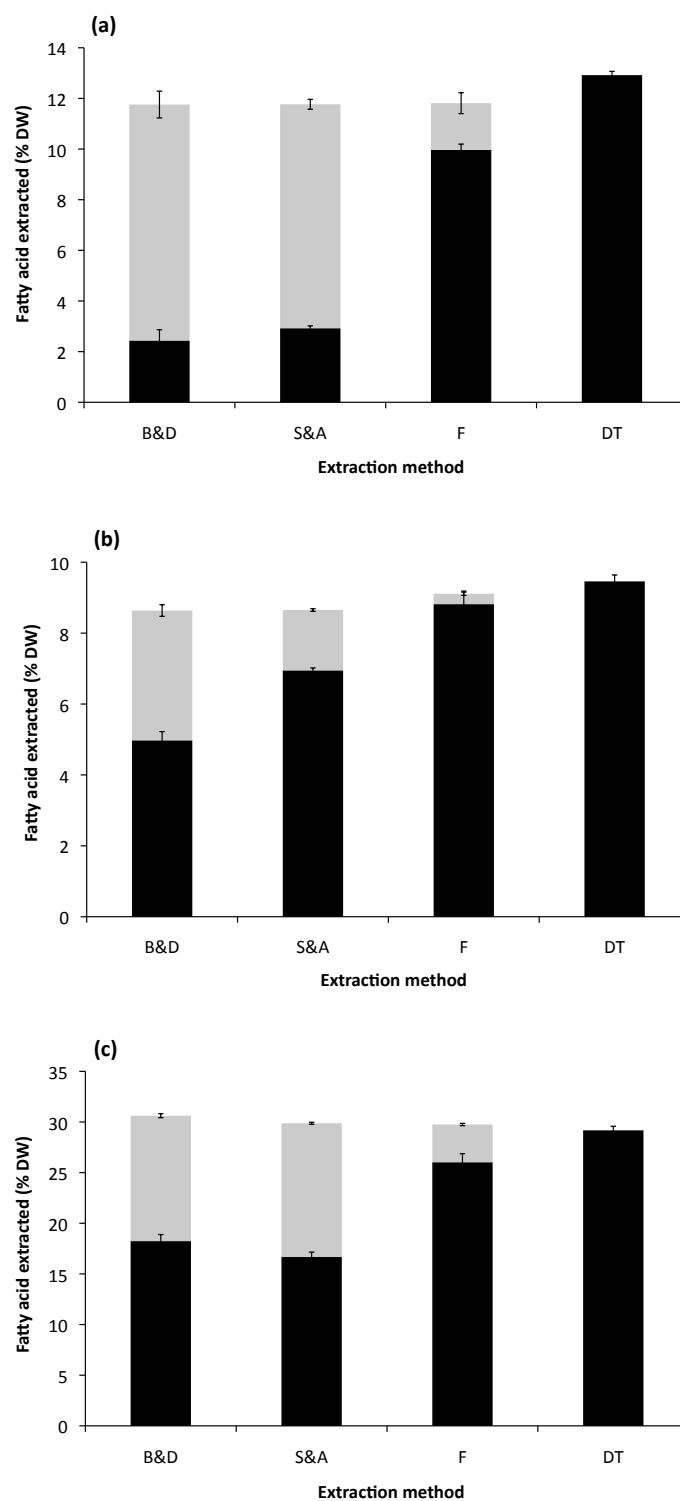 (a)
Fatty acid extracted (% DW)
14
12
10
8
6
4
2
0
B&D S&A F DT
Extraction method
(b)
Fatty acid extracted (% DW)
10
8
6
4
2
0
B&D S&A F DT
Extraction method
(c)
Fatty acid extracted (% DW)
35
30
25
20
15
10
5
0
B&D S&A F DT
Extraction method